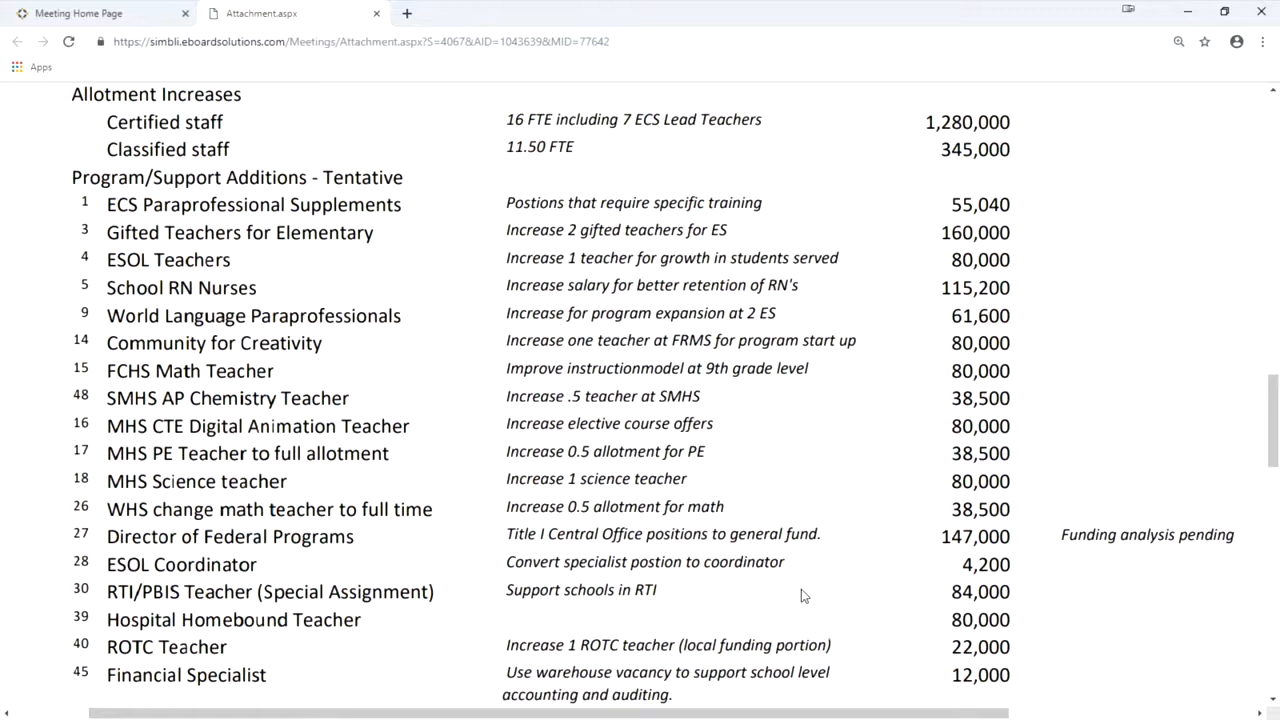 Meeting Home Page
Attachment.aspx
https://simbli.eboardsolutions.com/Meetings/Attachment.aspx?S=4067&AID=1043639&MID=77642
Apps
Allotment Increases
Certified staff 16 FTE including 7 ECS Lead Teachers 1,280,000
Classified staff 11.50 FTE 345,000
Program/Support Additions - Tentative
1 ECS Paraprofessional Supplements Postions that require specific training 55,040
3 Gifted Teachers for Elementary Increase 2 gifted teachers for ES 160,000
4 ESOL Teachers Increase 1 teacher for growth in students served 80,000
5 School RN Nurses Increase salary for better retention of RN's 115,200
9 World Language Paraprofessionals Increase for program expansion at 2 ES 61,600
14 Community for Creativity Increase one teacher at FRMS for program start up 80,000
15 FCHS Math Teacher Improve instructionmodel at 9th grade level 80,000
48 SMHS AP Chemistry Teacher Increase .5 teacher at SMHS 38,500
16 MHS CTE Digital Animation Teacher Increase elective course offers 80,000
17 MHS PE Teacher to full allotment Increase 0.5 allotment for PE 38,500
18 MHS Science teacher Increase 1 science teacher 80,000
26 WHS change math teacher to full time Increase 0.5 allotment for math 38,500
27 Director of Federal Programs Title I Central Office positions to general fund. 147,000 Funding analysis pending
28 ESOL Coordinator Convert specialist postion to coordinator 4,200
30 RTI/PBIS Teacher (Special Assignment) Support schools in RTI 84,000
39 Hospital Homebound Teacher 80,000
40 ROTC Teacher Increase 1 ROTC teacher (local funding portion) 22,000
45 Financial Specialist Use warehouse vacancy to support school level 12,000
accounting and auditing.